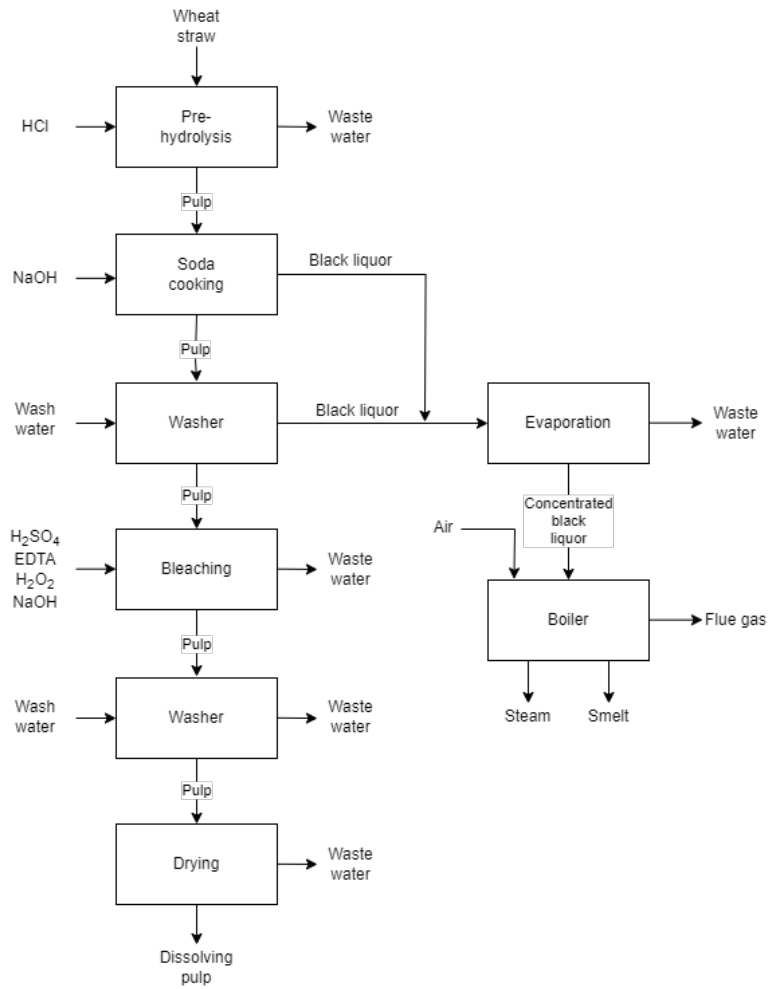 Wheat
straw
HCl
Pre-
hydrolysis
Waste
water
Pulp
NaOH
Soda
cooking
Black liquor
Pulp
Wash
water
Washer
Black liquor
Evaporation
Waste
water
Pulp
Concentrated
black
liquor
Air
H₂SO₄
EDTA
H₂O₂
NaOH
Bleaching
Waste
water
Boiler
Flue gas
Pulp
Steam
Smelt
Wash
water
Washer
Waste
water
Pulp
Drying
Waste
water
Dissolving
pulp